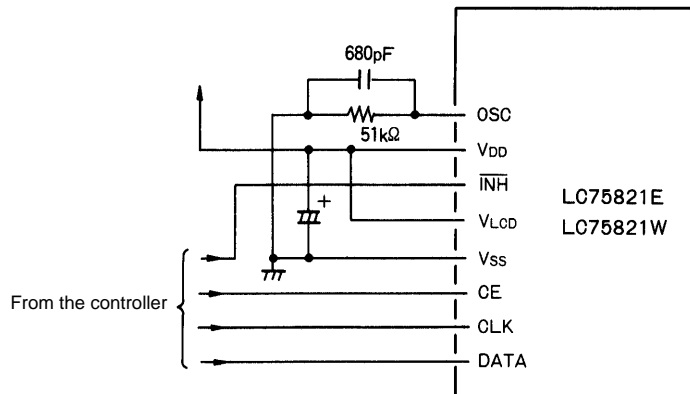 680pF
51kΩ
+
OSC
VDD
INH
VLCD
VSS
CE
CLK
DATA
LC75821E
LC75821W
From the controller